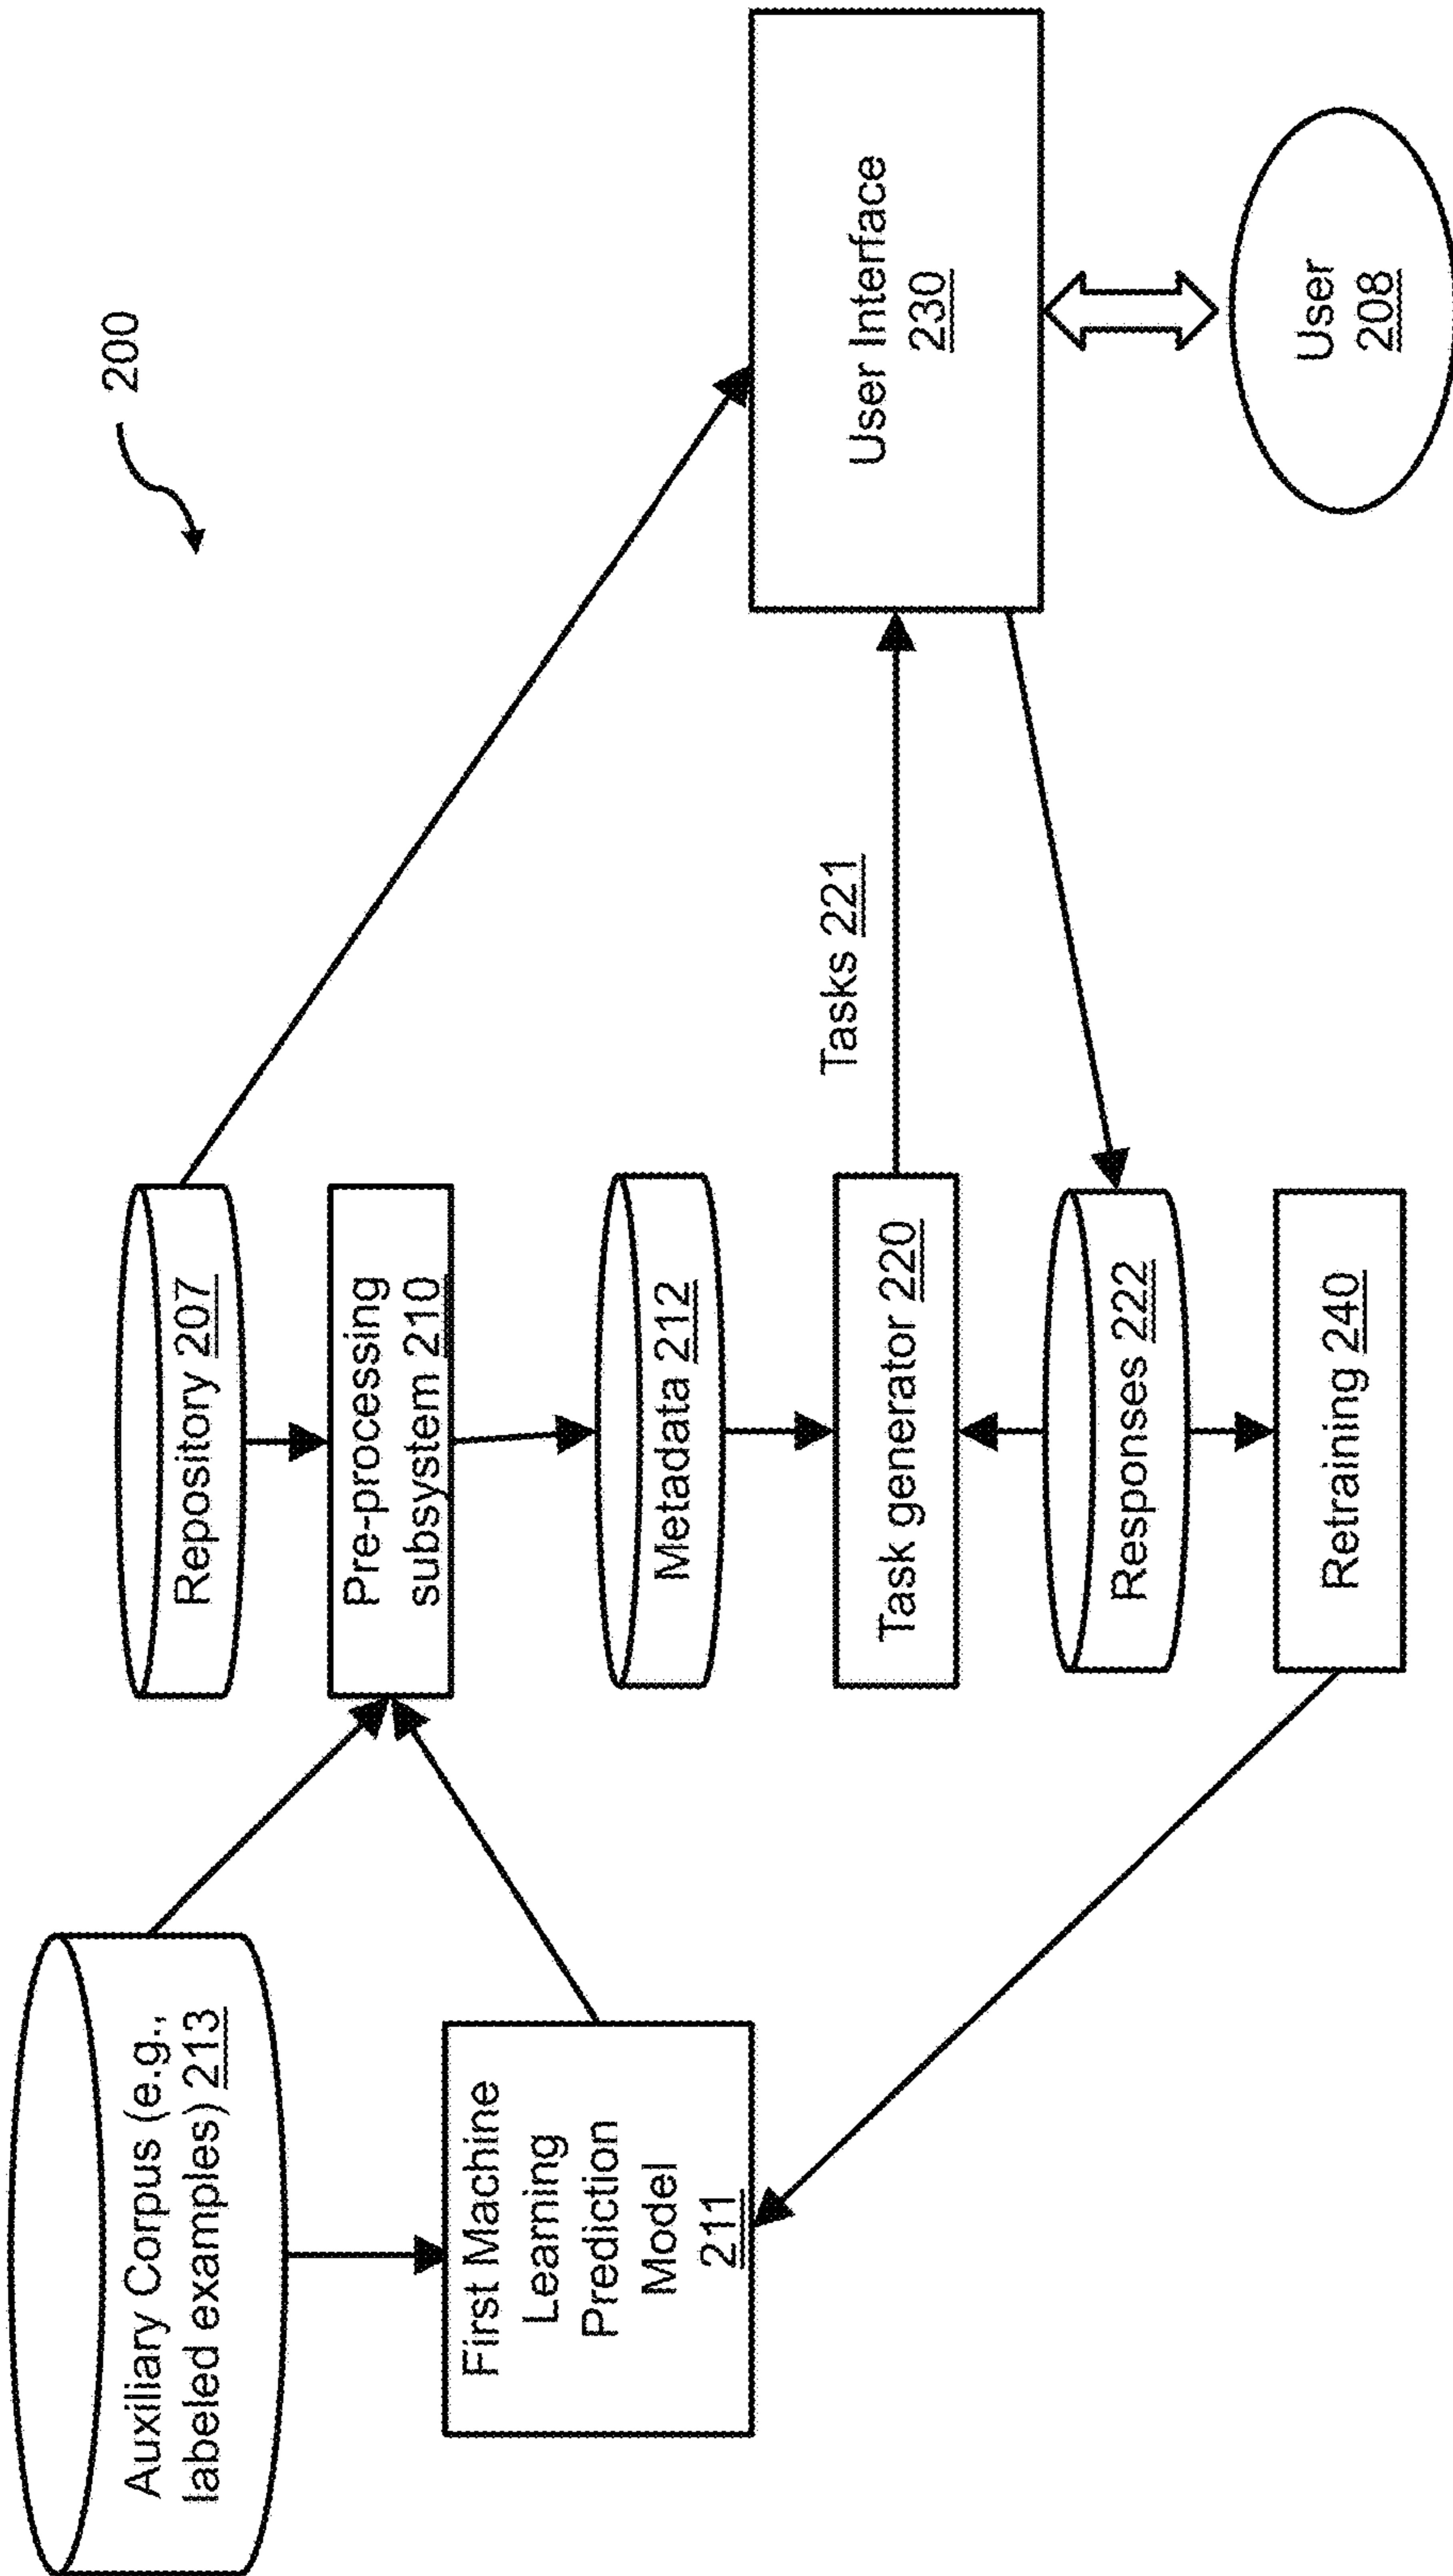 200
Auxiliary Corpus (e.g.,
labeled examples) 213
First Machine
Learning
Prediction
Model
211
Repository 207
Pre-processing
subsystem 210
Metadata 212
Task generator 220
Responses 222
Retraining 240
Tasks 221
User Interface
230
User
208